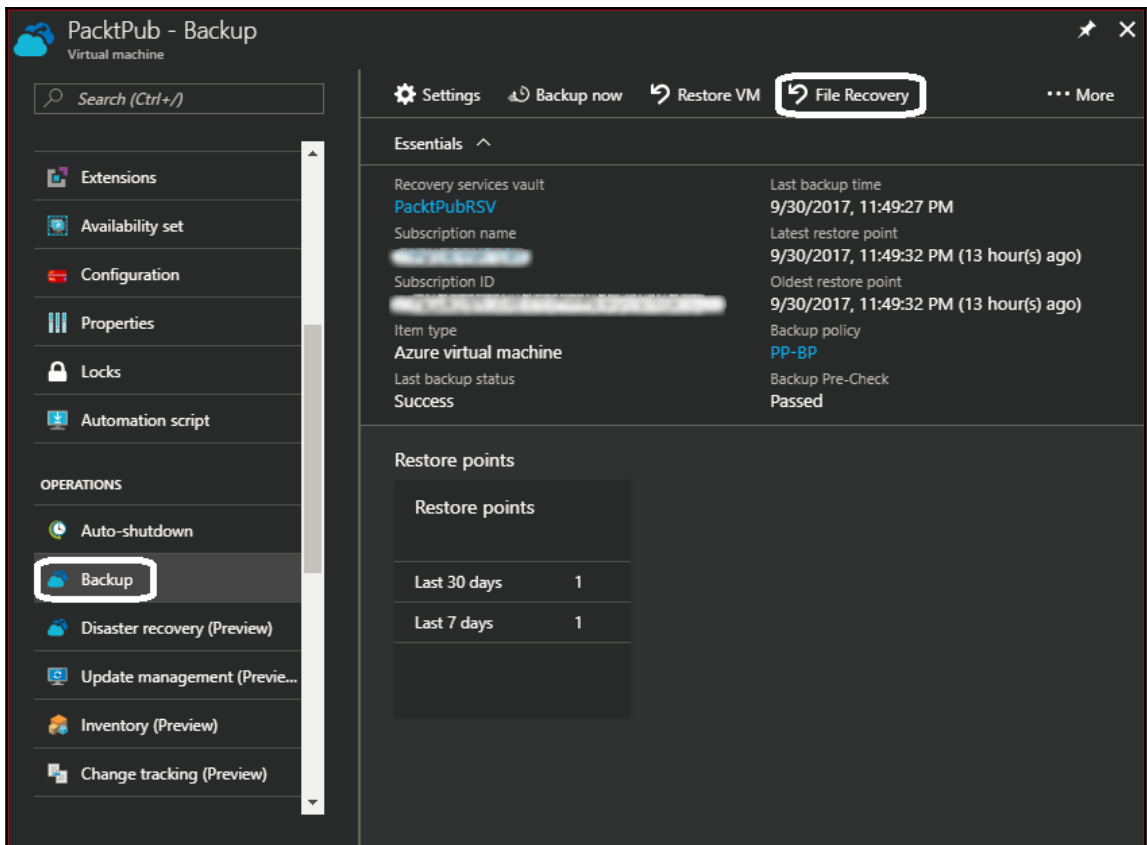 PacktPub - Backup
Virtual machine
Search (Ctrl+/)
Extensions
Availability set
Configuration
Properties
Locks
Automation script
OPERATIONS
Auto-shutdown
Backup
Disaster recovery (Preview)
Update management (Previe...
Inventory (Preview)
Change tracking (Preview)
Settings Backup now Restore VM File Recovery ••• More
Essentials
Recovery services vault
PacktPubRSV
Subscription name
Subscription ID
Item type
Azure virtual machine
Last backup status
Success
Last backup time
9/30/2017, 11:49:27 PM
Latest restore point
9/30/2017, 11:49:32 PM (13 hour(s) ago)
Oldest restore point
9/30/2017, 11:49:32 PM (13 hour(s) ago)
Backup policy
PP-BP
Backup Pre-Check
Passed
Restore points
Restore points
Last 30 days 1
Last 7 days 1